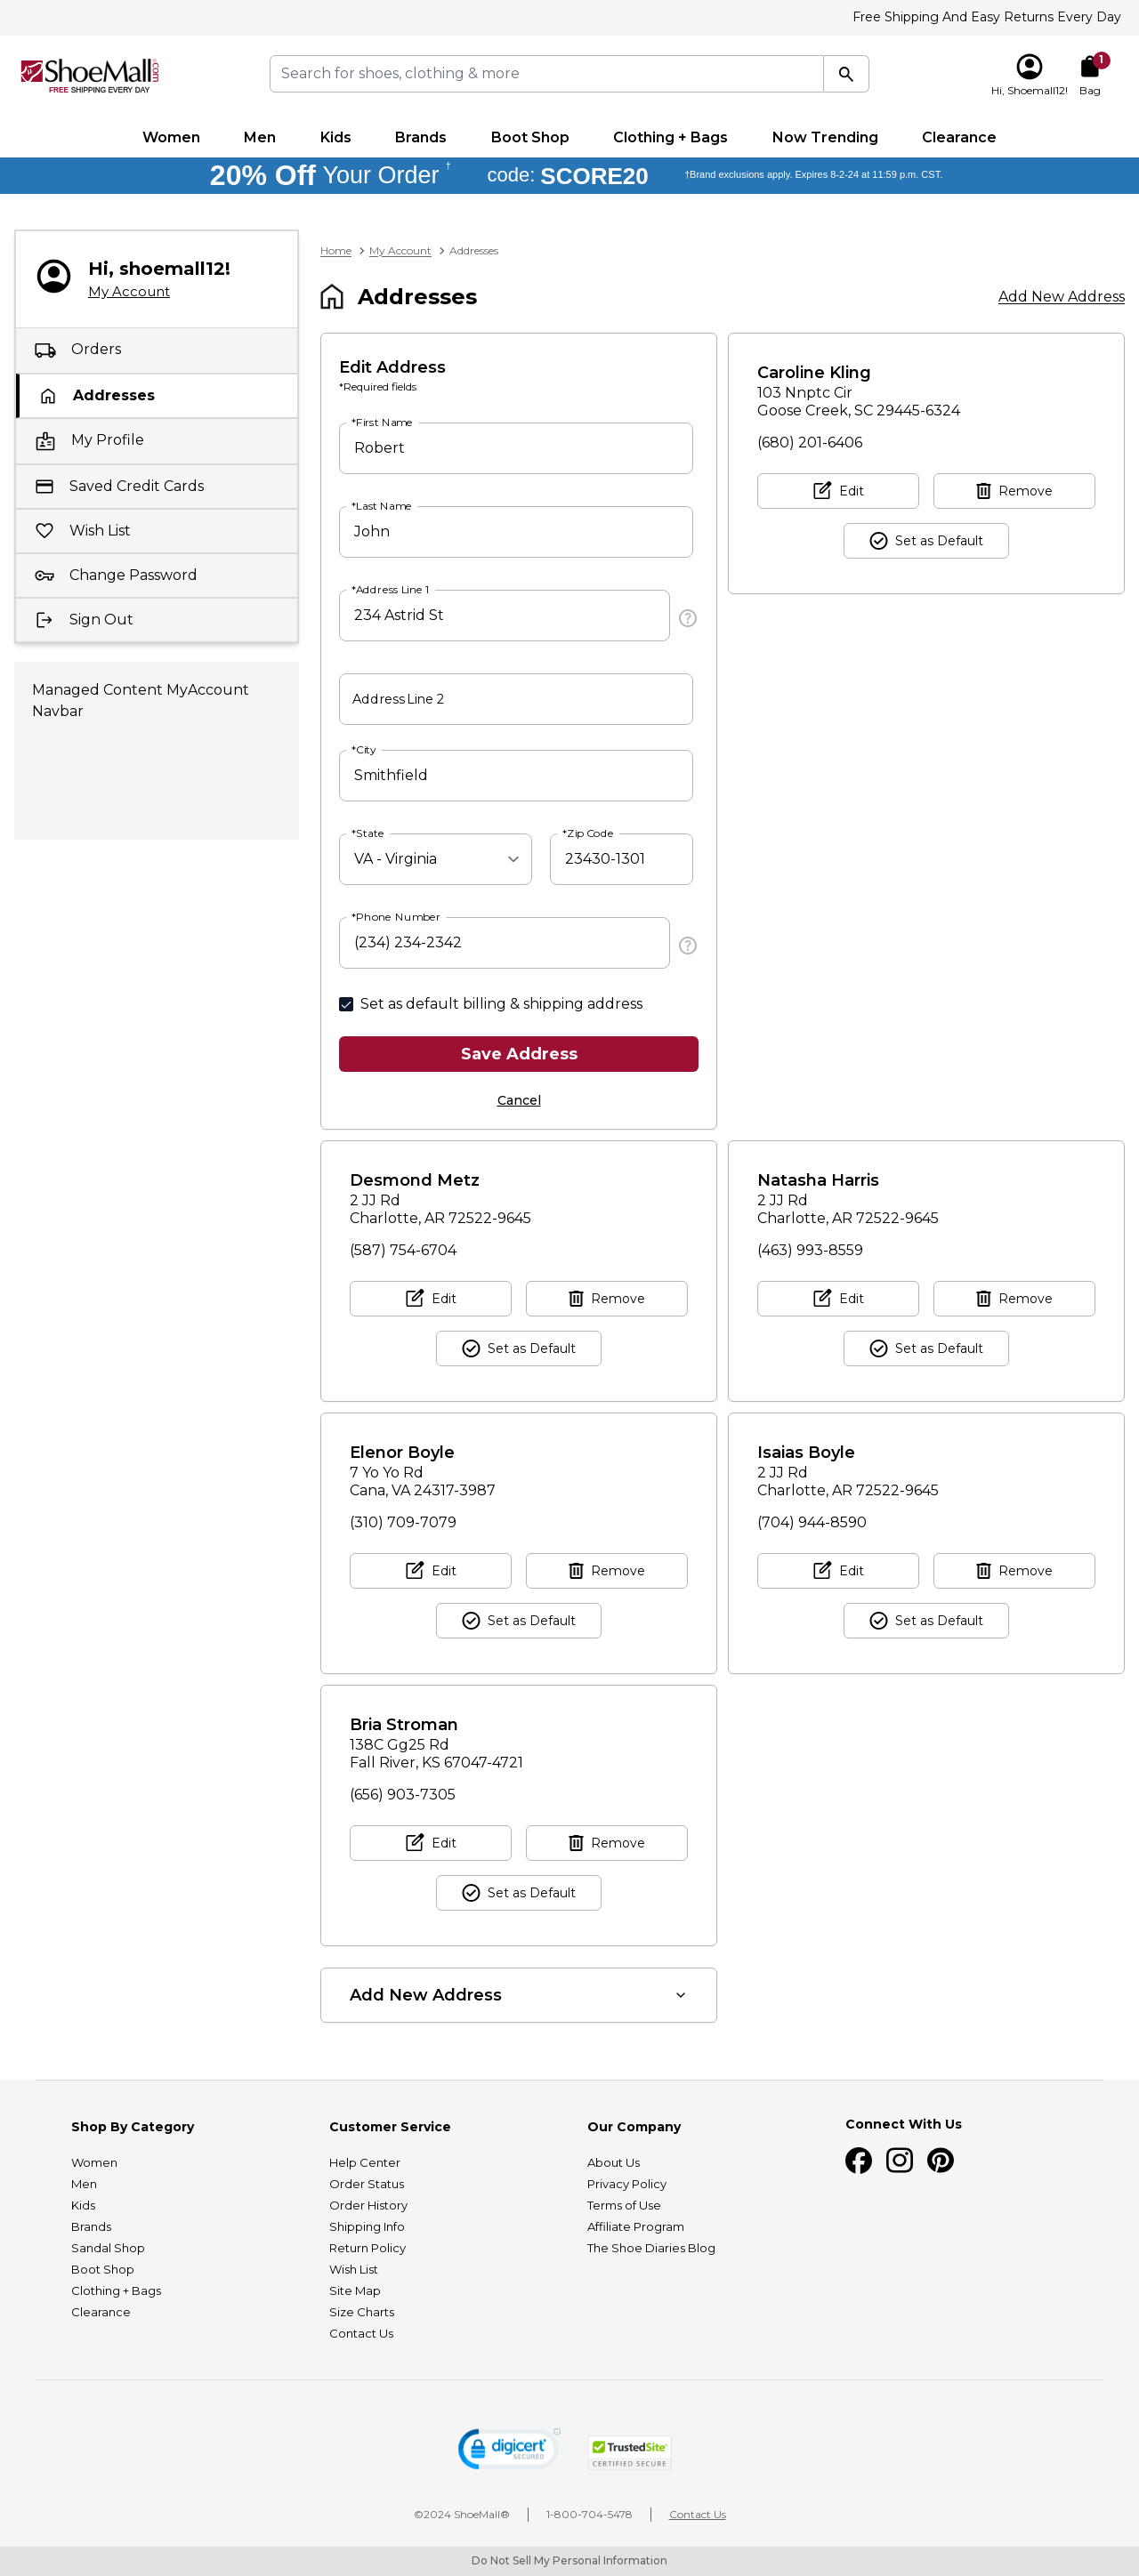 Free Shipping And Easy Returns Every Day
ShoeMall.com
FREE SHIPPING EVERY DAY
Search for shoes, clothing & more
1
Hi, Shoemall12!
Bag
Women Men Kids Brands Boot Shop Clothing + Bags Now Trending Clearance
20% Off Your Order † code: SCORE20 †Brand exclusions apply. Expires 8-2-24 at 11:59 p.m. CST.
Hi, shoemall12!
My Account
Orders
Addresses
My Profile
Saved Credit Cards
Wish List
Change Password
Sign Out
Managed Content MyAccount
Navbar
Home > My Account > Addresses
Addresses
Add New Address
Edit Address
*Required fields
*First Name
Robert
*Last Name
John
*Address Line 1
234 Astrid St
?
Address Line 2
*City
Smithfield
*State
VA - Virginia
*Zip Code
23430-1301
*Phone Number
(234) 234-2342
?
Set as default billing & shipping address
Save Address
Cancel
Caroline Kling
103 Nnptc Cir
Goose Creek, SC 29445-6324
(680) 201-6406
Edit
Remove
Set as Default
Desmond Metz
2 JJ Rd
Charlotte, AR 72522-9645
(587) 754-6704
Edit
Remove
Set as Default
Natasha Harris
2 JJ Rd
Charlotte, AR 72522-9645
(463) 993-8559
Edit
Remove
Set as Default
Elenor Boyle
7 Yo Yo Rd
Cana, VA 24317-3987
(310) 709-7079
Edit
Remove
Set as Default
Isaias Boyle
2 JJ Rd
Charlotte, AR 72522-9645
(704) 944-8590
Edit
Remove
Set as Default
Bria Stroman
138C Gg25 Rd
Fall River, KS 67047-4721
(656) 903-7305
Edit
Remove
Set as Default
Add New Address
Shop By Category
Women
Men
Kids
Brands
Sandal Shop
Boot Shop
Clothing + Bags
Clearance
Customer Service
Help Center
Order Status
Order History
Shipping Info
Return Policy
Wish List
Site Map
Size Charts
Contact Us
Our Company
About Us
Privacy Policy
Terms of Use
Affiliate Program
The Shoe Diaries Blog
Connect With Us
digicert
SECURED
TrustedSite
CERTIFIED SECURE
©2024 ShoeMall®
1-800-704-5478
Contact Us
Do Not Sell My Personal Information